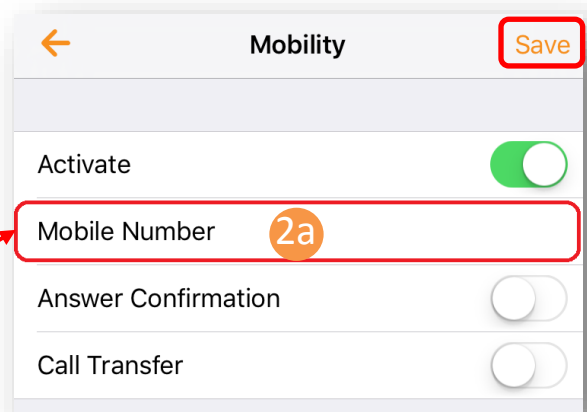 Mobility Save
Activate
Mobile Number 2a
Answer Confirmation
Call Transfer